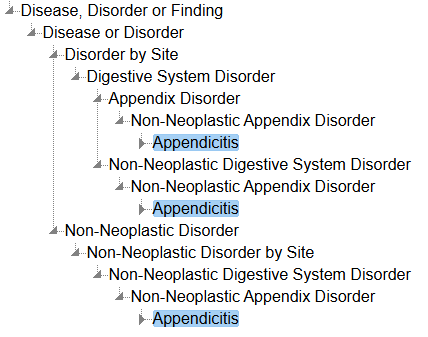 Disease, Disorder or Finding
Disease or Disorder
Disorder by Site
Digestive System Disorder
Appendix Disorder
Non-Neoplastic Appendix Disorder
Appendicitis
Non-Neoplastic Digestive System Disorder
Non-Neoplastic Appendix Disorder
Appendicitis
Non-Neoplastic Disorder
Non-Neoplastic Disorder by Site
Non-Neoplastic Digestive System Disorder
Non-Neoplastic Appendix Disorder
Appendicitis